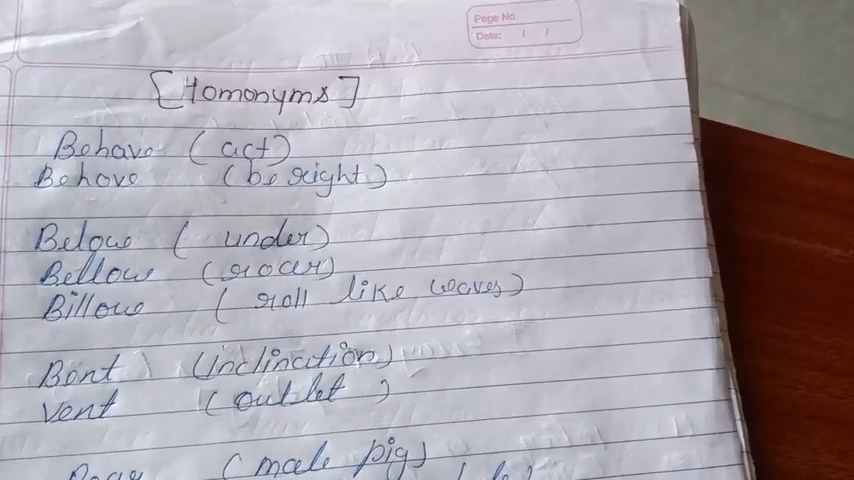 Page No.
Date: / /
[Homonyms]
Behave (act)
Behove (be right)
Below (under)
Bellow (roar)
Billow (roll like waves)
Bent (inclination)
Vent (outlet)
(male pig)